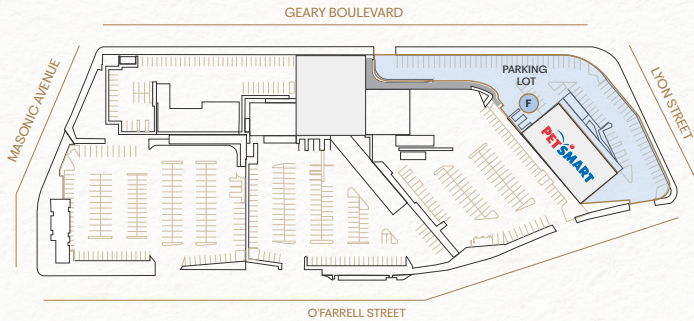 GEARY BOULEVARD
MASONIC AVENUE
PARKING
LOT
F
LYON STREET
PETSMART
O'FARRELL STREET